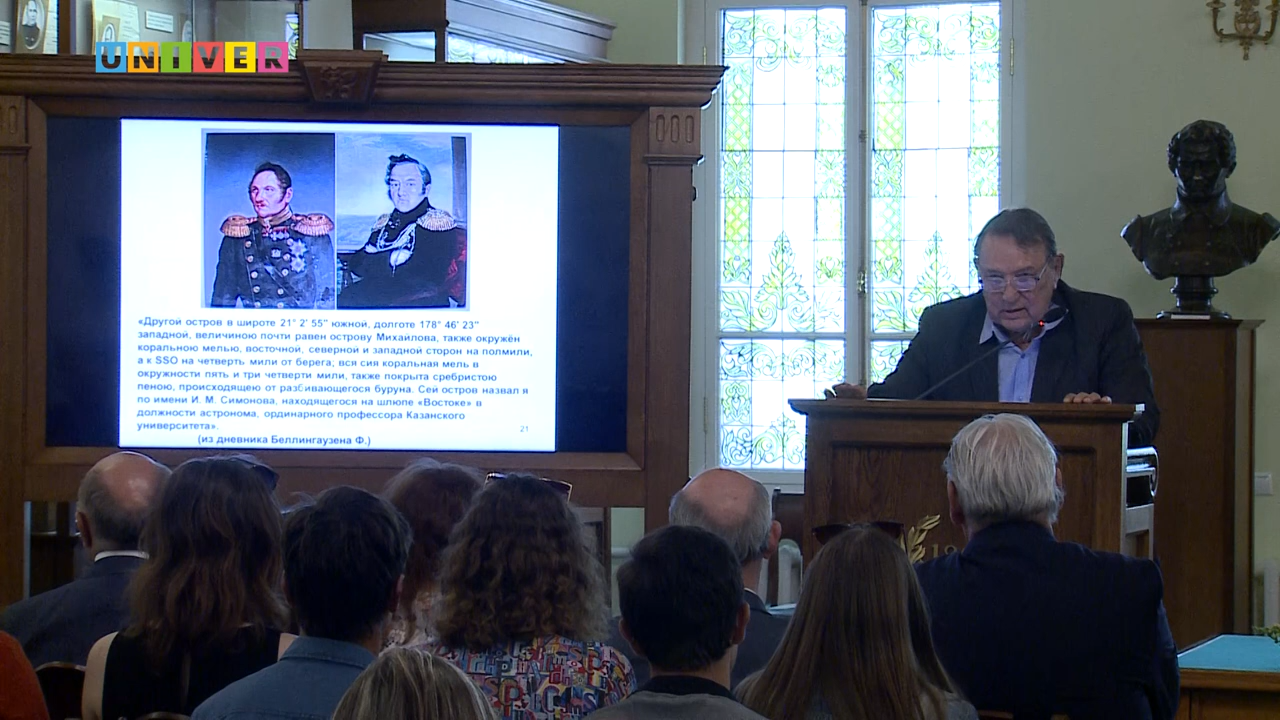 UNIVER
«Другой остров в широте 21° 2' 55" южной, долготе 178° 46' 23"
западной, величиною почти равен острову Михайлова, также окружён
коральною мелью, восточной, северной и западной сторон на полмили,
а к SSO на четверть мили от берега, вся сия коральная мель в
окружности пять и три четверти мили, также покрыта сребристою
пеною, происходящею от разбивающегося буруна. Сей остров назвал я
по имени И. М. Симонова, находящегося на шлюпе «Востоке» в
должности астронома, ординарного профессора Казанского
университета».
21
(из дневника Беллингаузена Ф.)